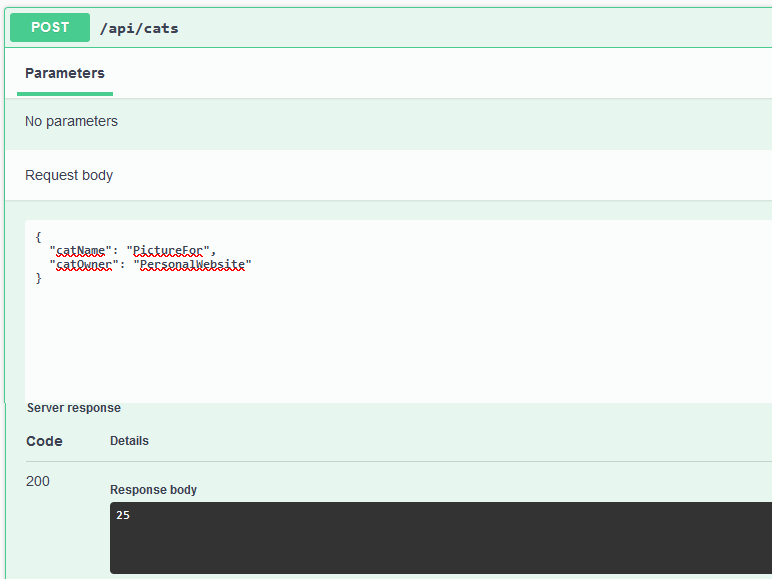 POST /api/cats
Parameters
No parameters
Request body
{
"catName": "PictureFor",
"catOwner": "PersonalWebsite"
}
Server response
Code Details
200
Response body
25